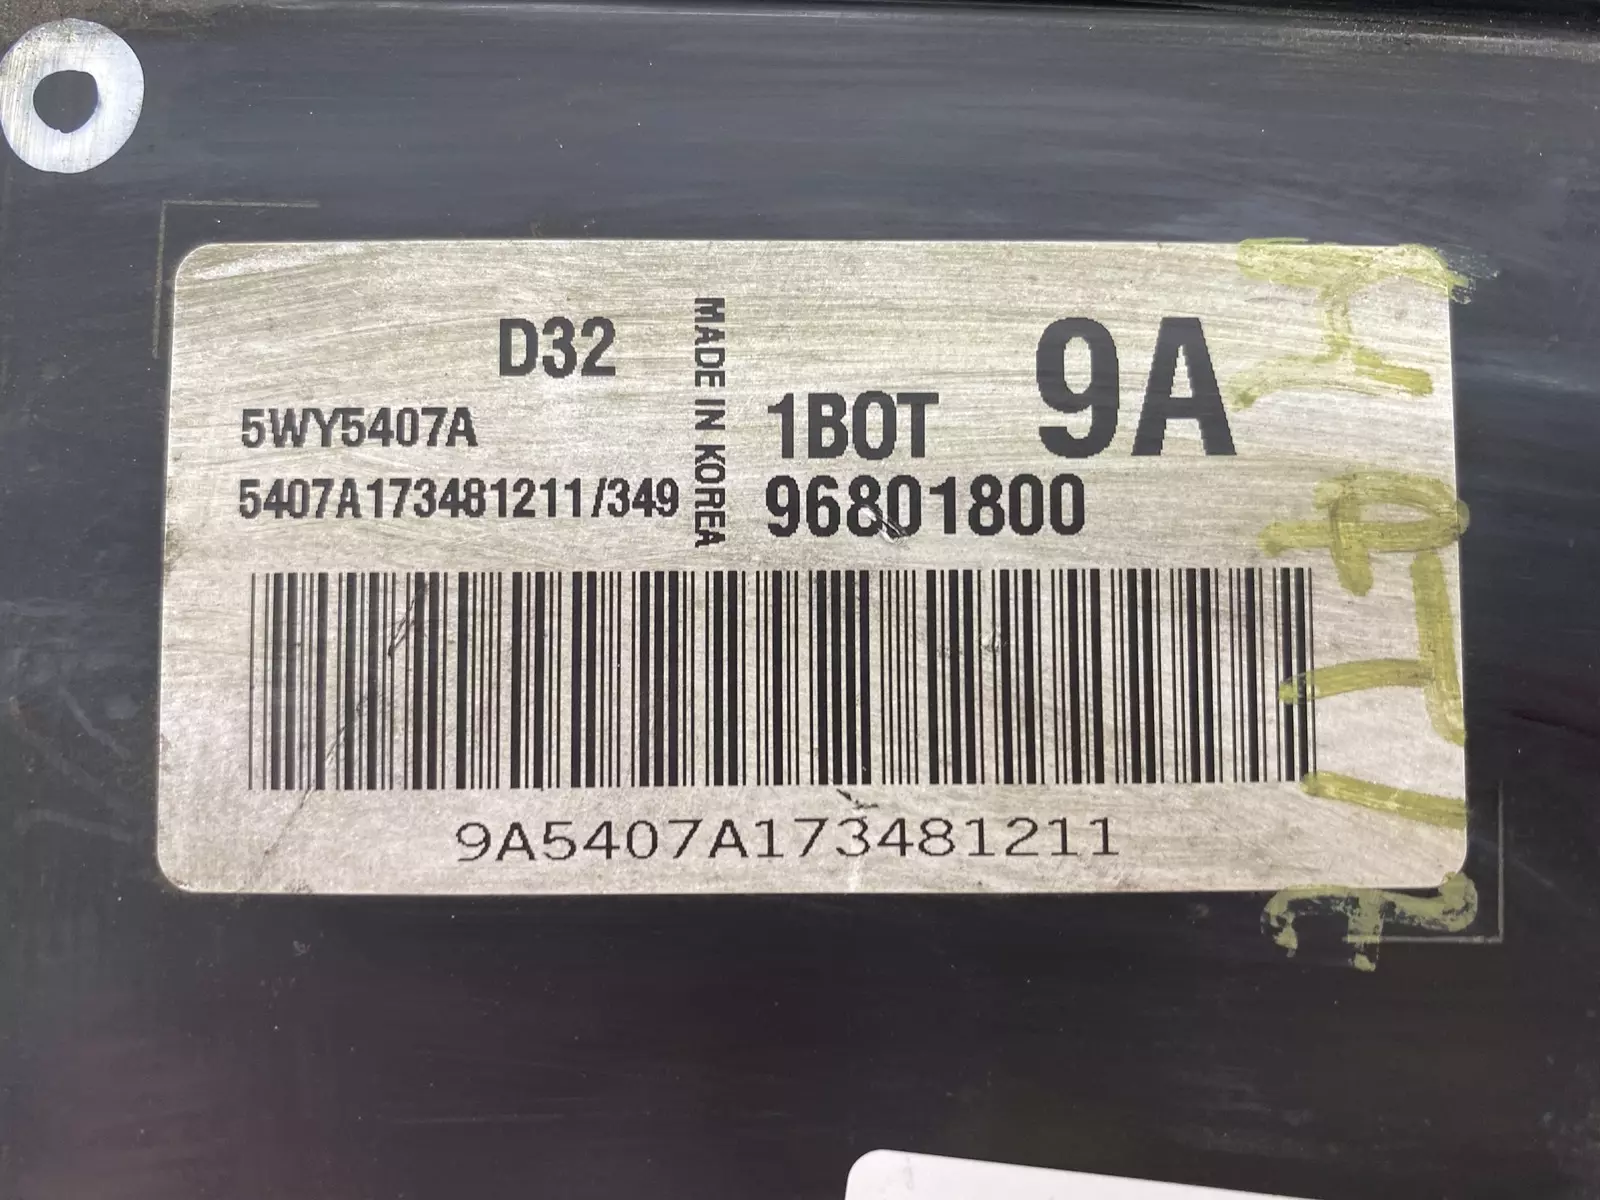 D32
5WY5407A
5407A173481211/349
MADE IN KOREA
9A
1BOT
96801800
9A5407A173481211